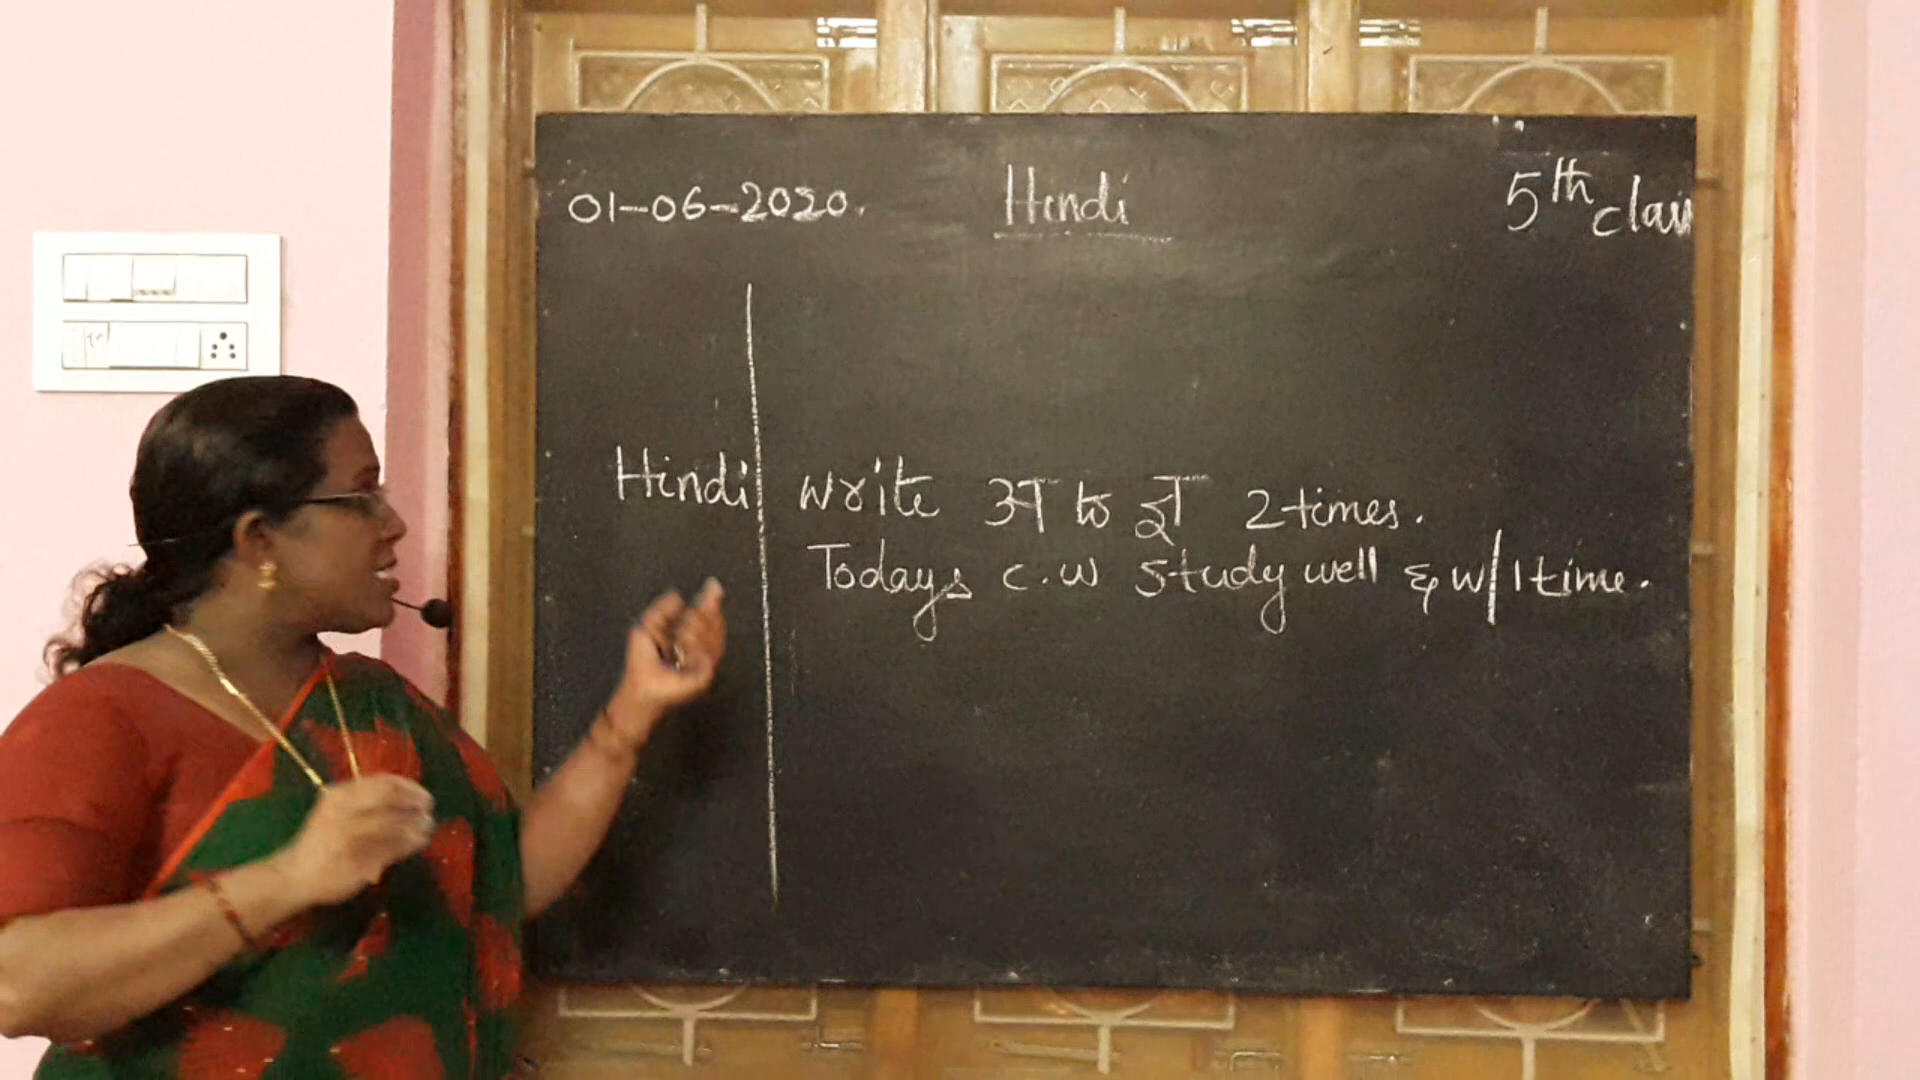 01-06-2020. Hindi 5th class
Hindi write अ to ज्ञ 2 times.
Todays c.w study well & w/ 1 time.